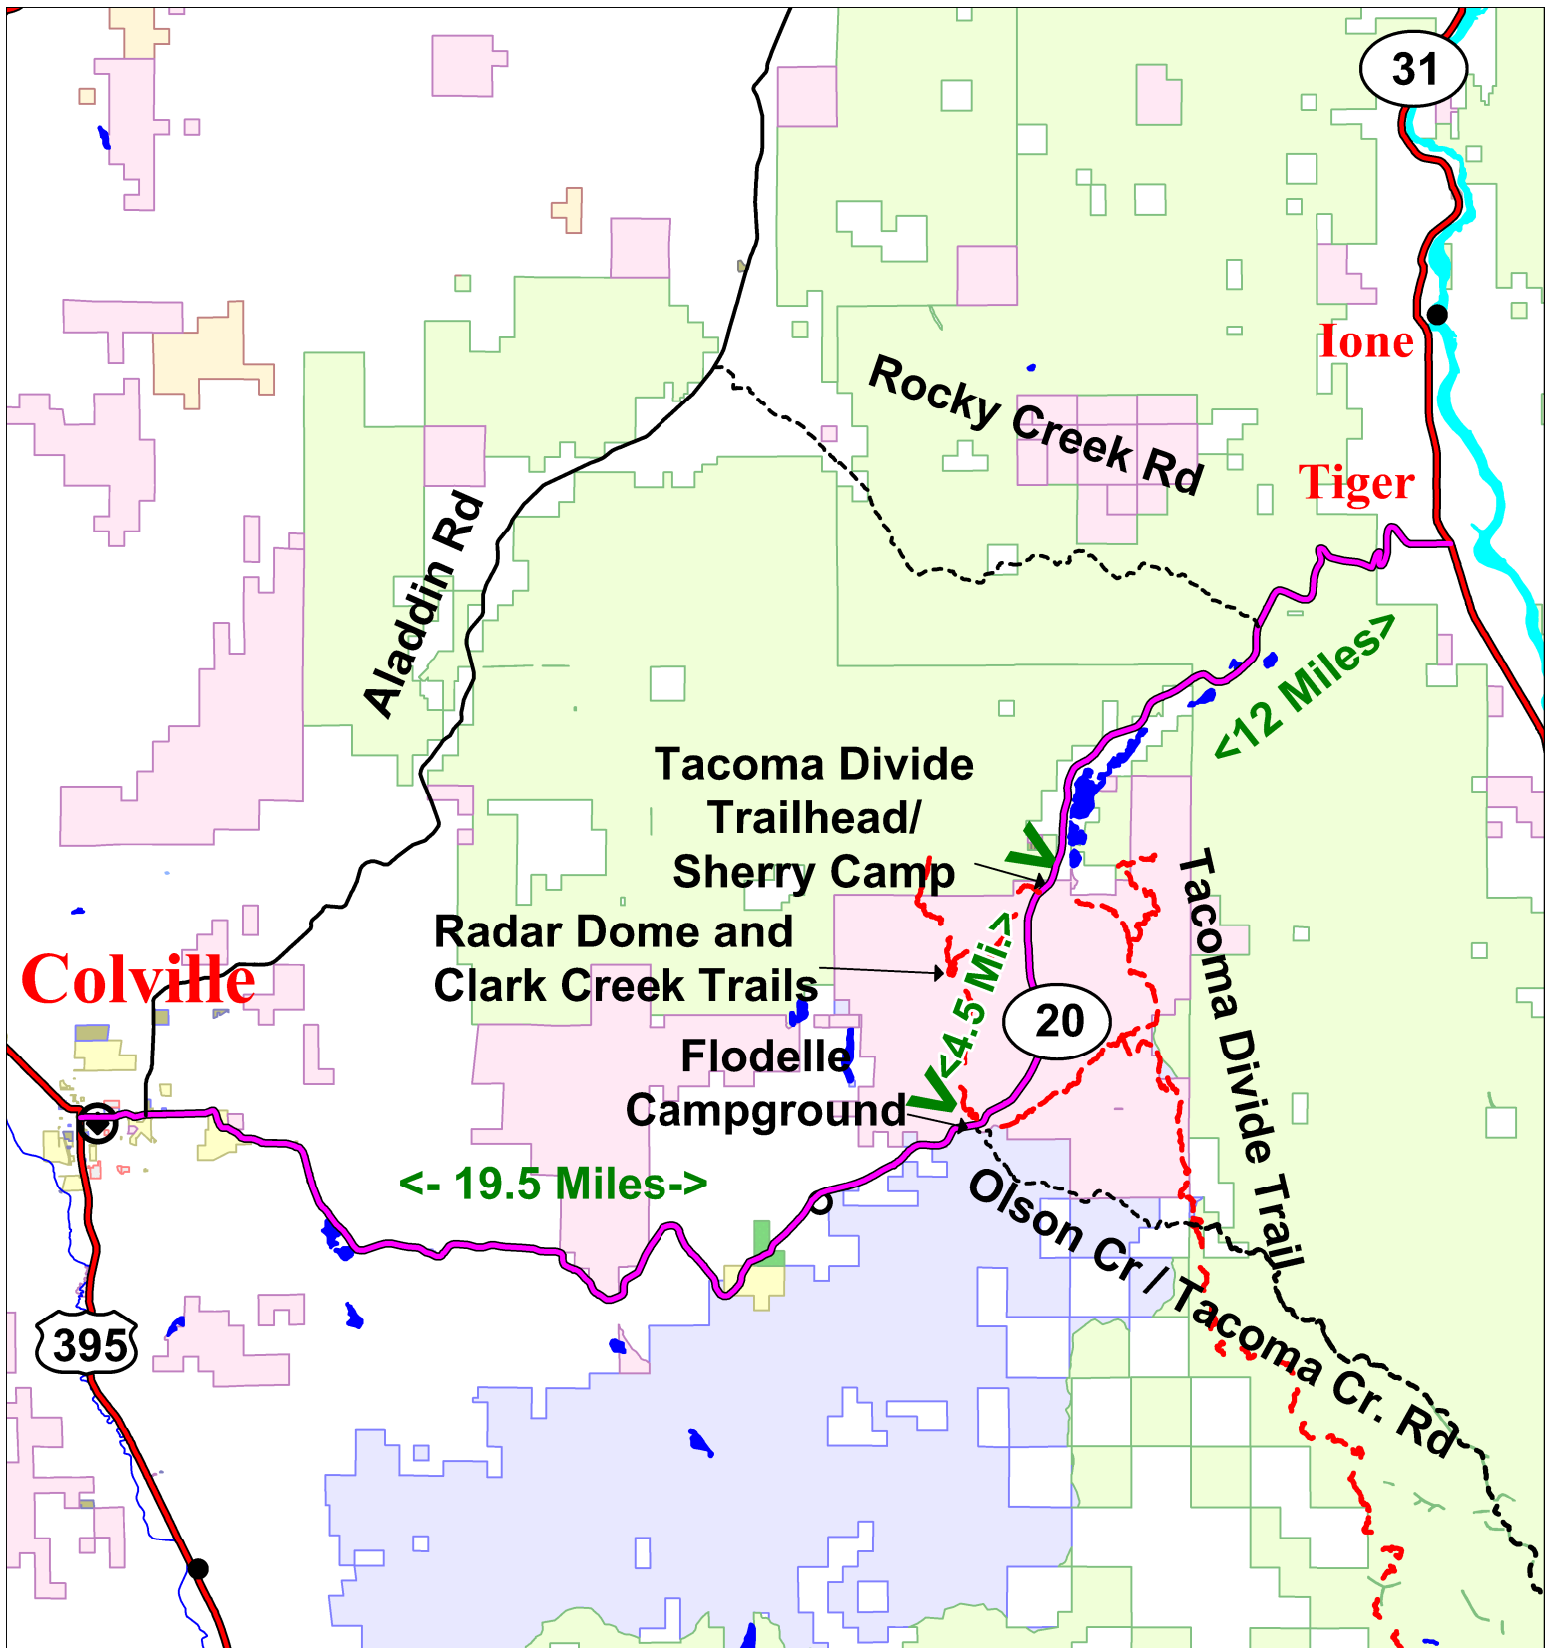 31
Ione
Rocky Creek Rd
Tiger
Aladdin Rd
<12 Miles>
Tacoma Divide
Trailhead/
Sherry Camp
V
Radar Dome and
Clark Creek Trails
<4.5 Mi.>
Colville
20
Tacoma Divide Trail
Flodelle
Campground
V
<- 19.5 Miles->
Olson Cr / Tacoma Cr. Rd
395